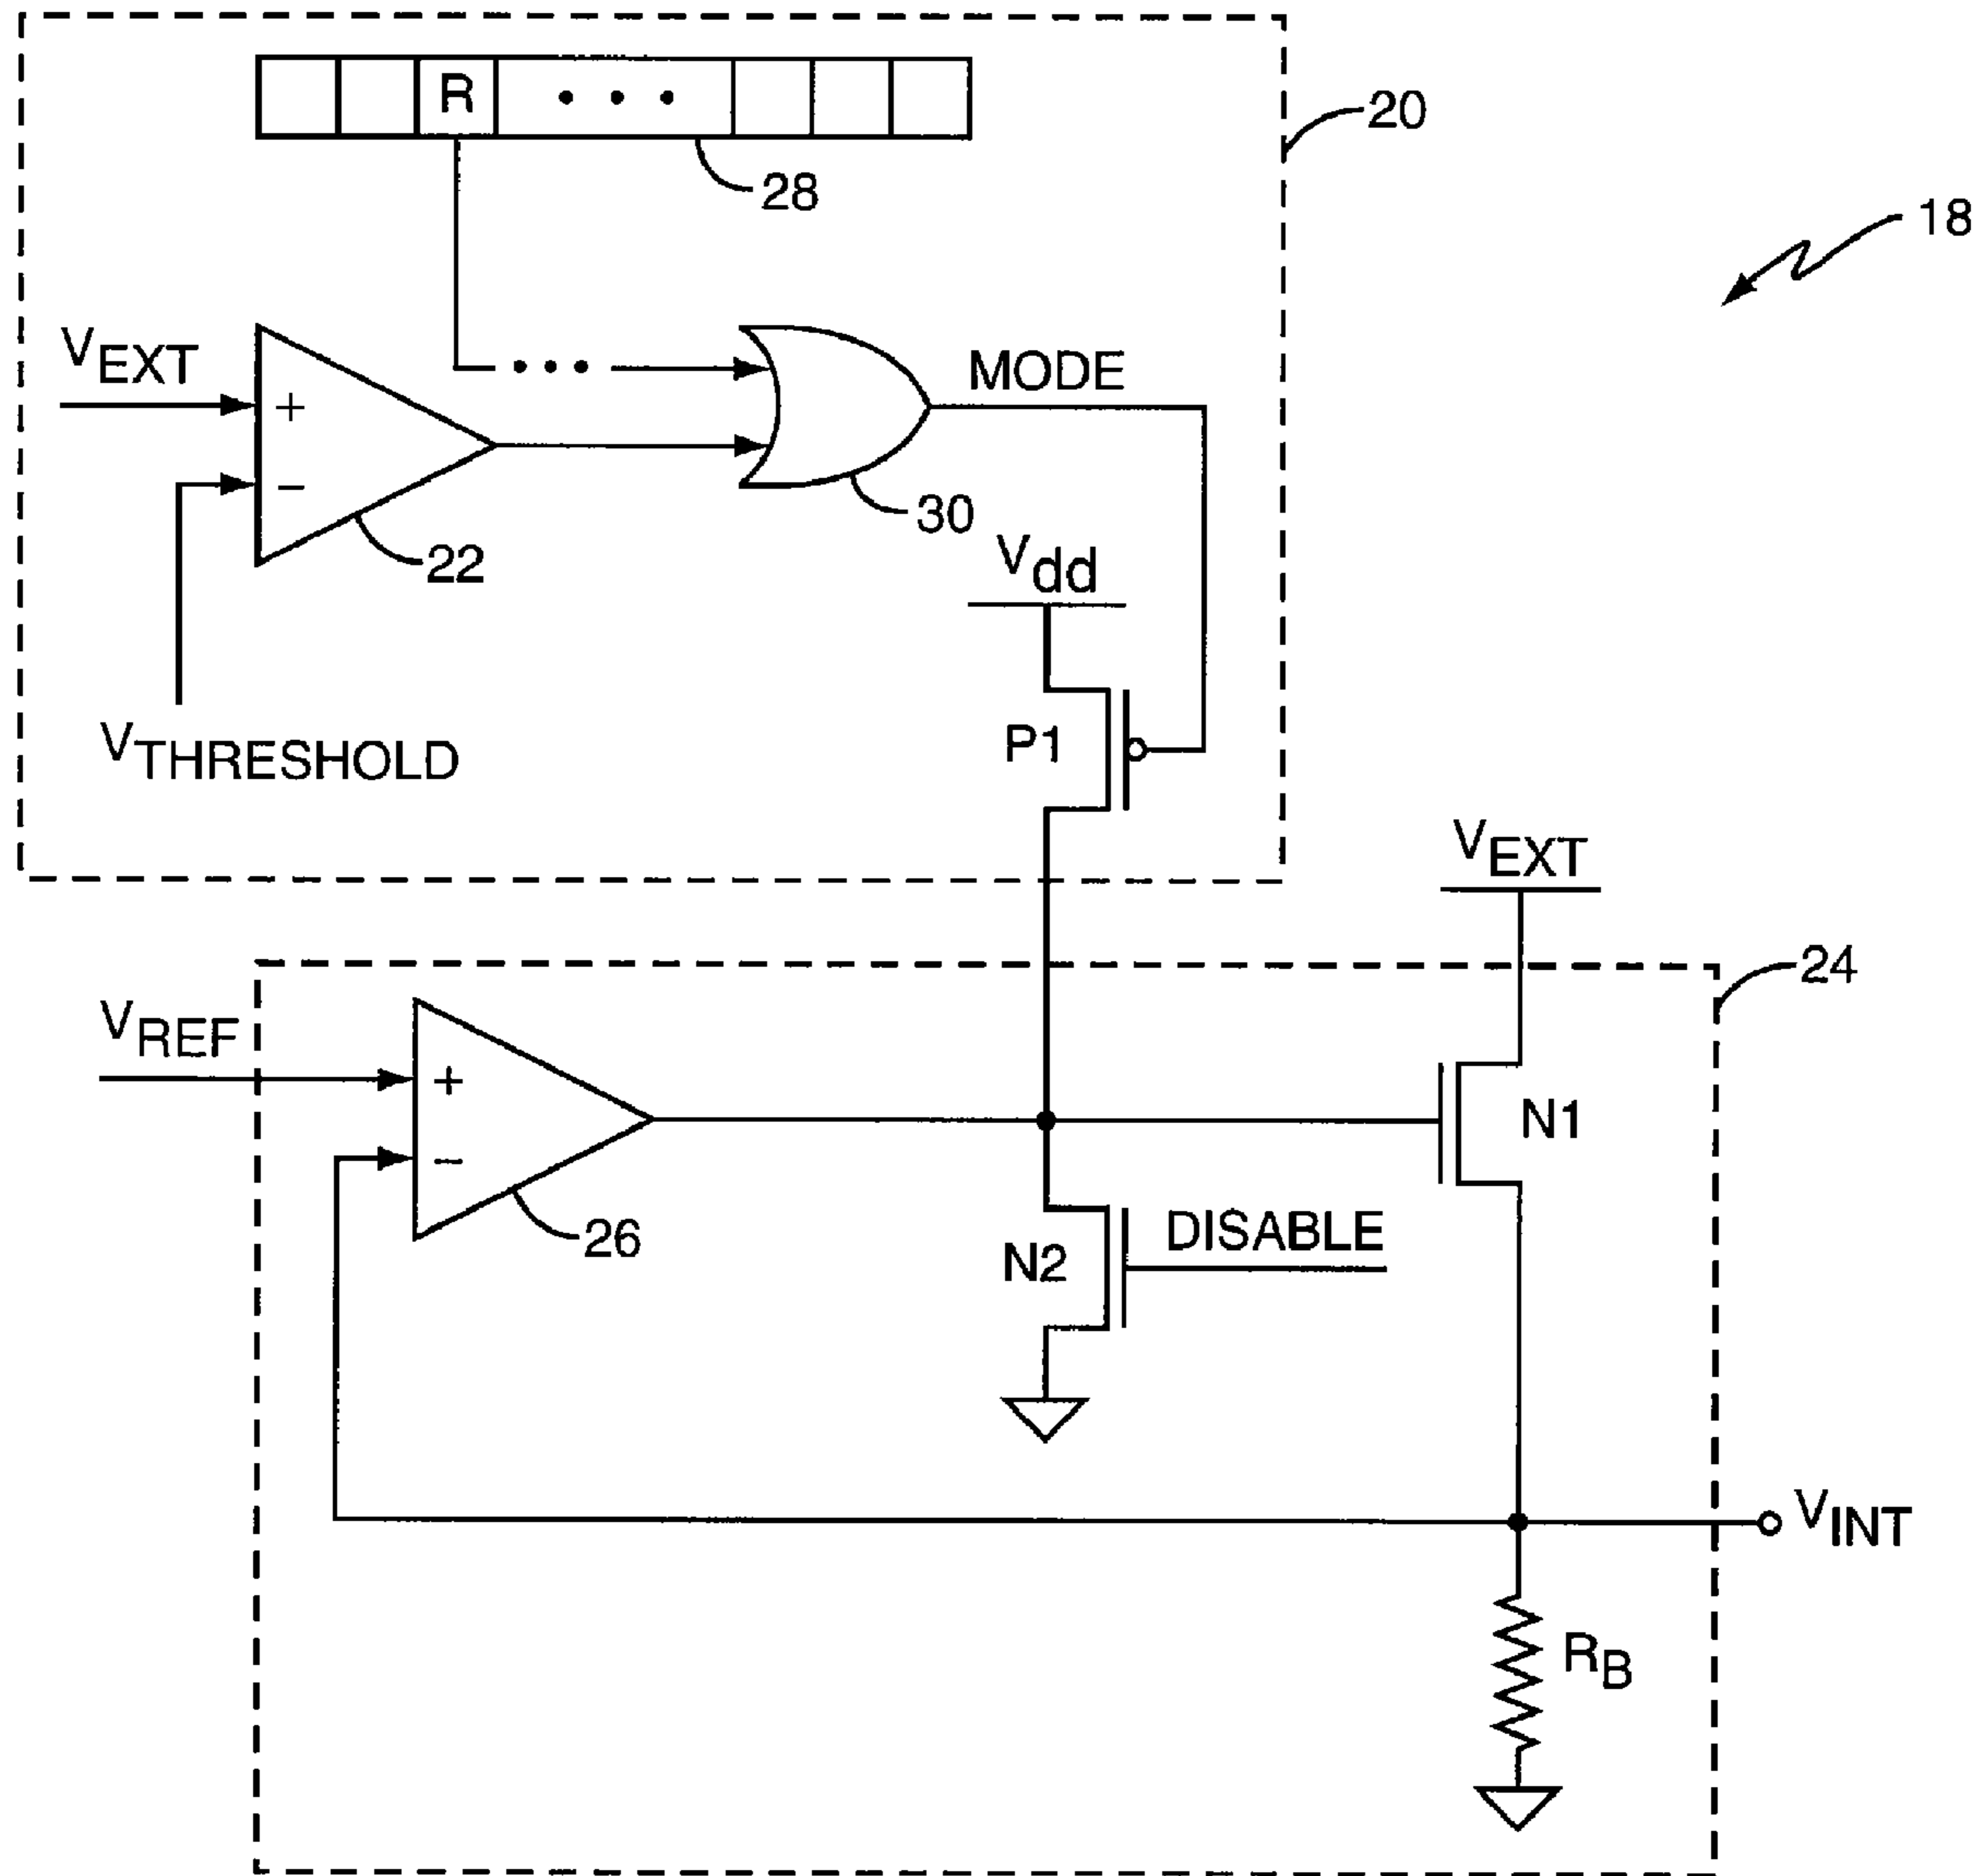 R • • •
20
28
18
VEXT
• • •
MODE
+
−
30
22
Vdd
VTHRESHOLD
P1
VEXT
24
VREF
+
−
N1
26
DISABLE
N2
VINT
RB